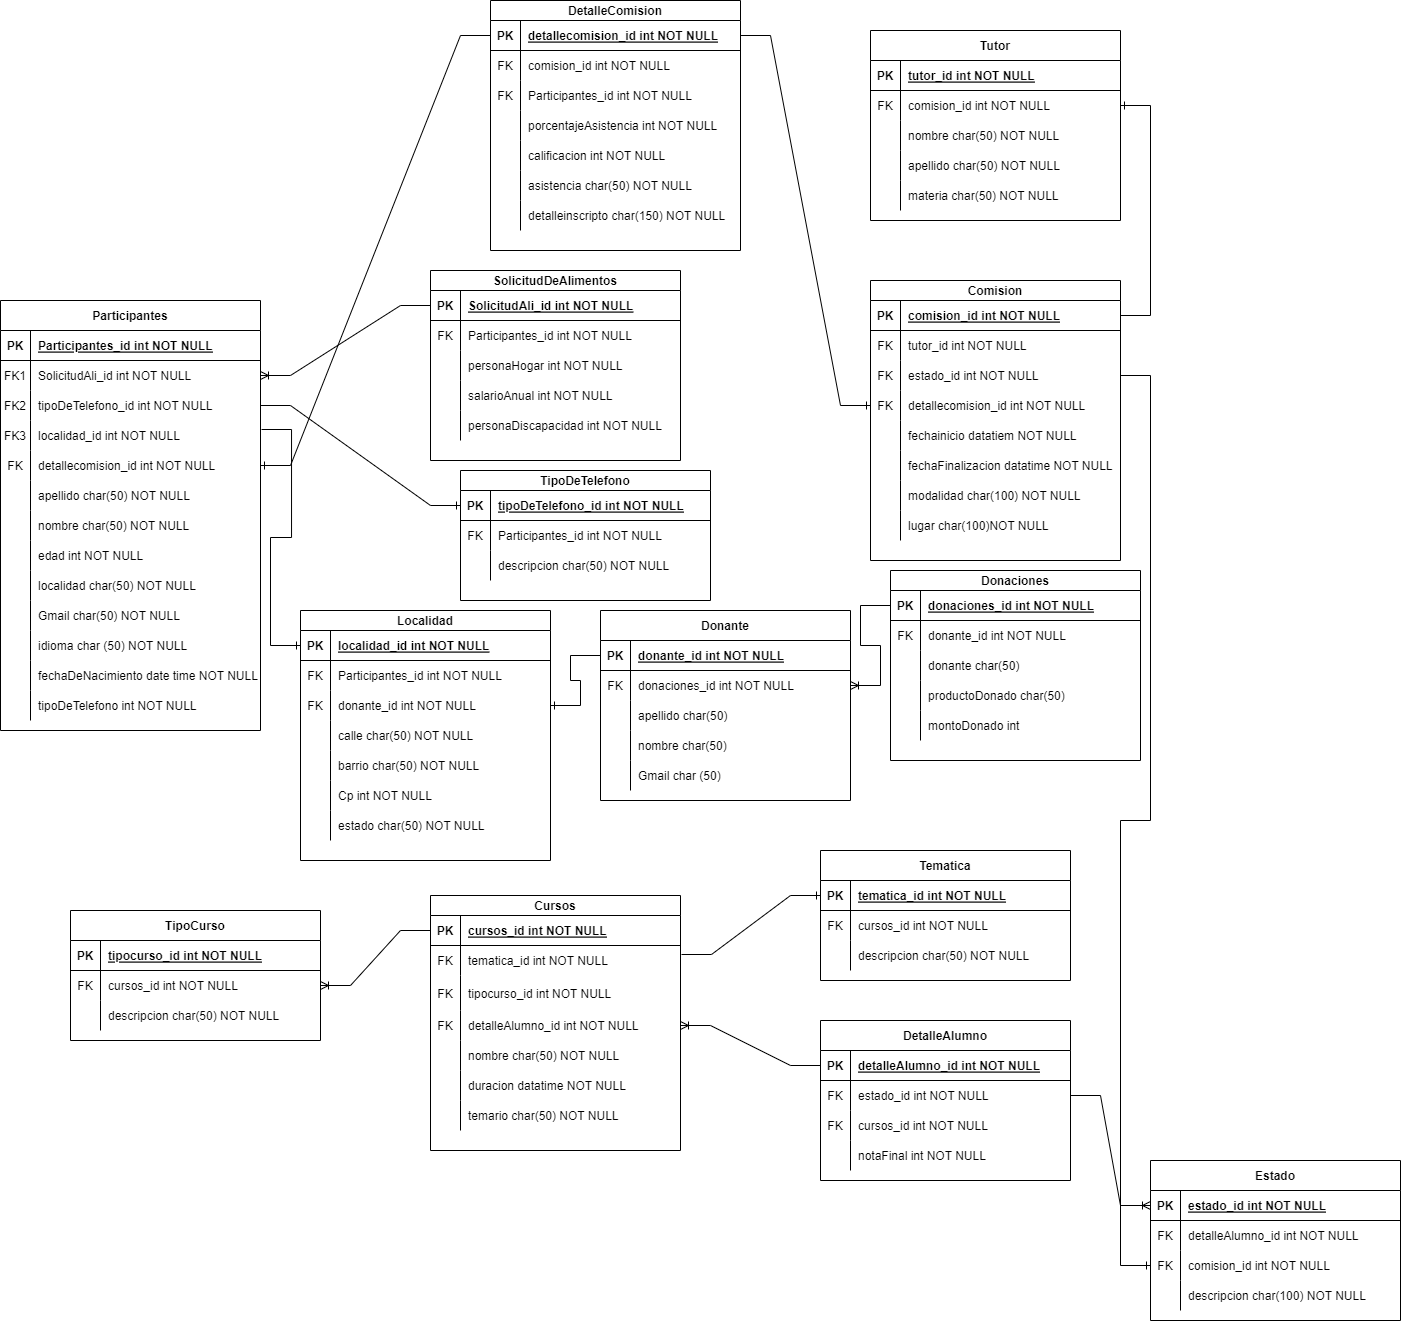 DetalleComision
PK detallecomision_id int NOT NULL
FK comision_id int NOT NULL
FK Participantes_id int NOT NULL
porcentajeAsistencia int NOT NULL
calificacion int NOT NULL
asistencia char(50) NOT NULL
detalleinscripto char(150) NOT NULL
Tutor
PK tutor_id int NOT NULL
FK comision_id int NOT NULL
nombre char(50) NOT NULL
apellido char(50) NOT NULL
materia char(50) NOT NULL
SolicitudDeAlimentos
PK SolicitudAli_id int NOT NULL
FK Participantes_id int NOT NULL
personaHogar int NOT NULL
salarioAnual int NOT NULL
personaDiscapacidad int NOT NULL
Comision
PK comision_id int NOT NULL
FK tutor_id int NOT NULL
FK estado_id int NOT NULL
FK detallecomision_id int NOT NULL
fechainicio datatiem NOT NULL
fechaFinalizacion datatime NOT NULL
modalidad char(100) NOT NULL
lugar char(100)NOT NULL
Participantes
PK Participantes_id int NOT NULL
FK1 SolicitudAli_id int NOT NULL
FK2 tipoDeTelefono_id int NOT NULL
FK3 localidad_id int NOT NULL
FK detallecomision_id int NOT NULL
apellido char(50) NOT NULL
nombre char(50) NOT NULL
edad int NOT NULL
localidad char(50) NOT NULL
Gmail char(50) NOT NULL
idioma char (50) NOT NULL
fechaDeNacimiento date time NOT NULL
tipoDeTelefono int NOT NULL
TipoDeTelefono
PK tipoDeTelefono_id int NOT NULL
FK Participantes_id int NOT NULL
descripcion char(50) NOT NULL
Localidad
PK localidad_id int NOT NULL
FK Participantes_id int NOT NULL
FK donante_id int NOT NULL
calle char(50) NOT NULL
barrio char(50) NOT NULL
Cp int NOT NULL
estado char(50) NOT NULL
Donante
PK donante_id int NOT NULL
FK donaciones_id int NOT NULL
apellido char(50)
nombre char(50)
Gmail char (50)
Donaciones
PK donaciones_id int NOT NULL
FK donante_id int NOT NULL
donante char(50)
productoDonado char(50)
montoDonado int
TipoCurso
PK tipocurso_id int NOT NULL
FK cursos_id int NOT NULL
descripcion char(50) NOT NULL
Cursos
PK cursos_id int NOT NULL
FK tematica_id int NOT NULL
FK tipocurso_id int NOT NULL
FK detalleAlumno_id int NOT NULL
nombre char(50) NOT NULL
duracion datatime NOT NULL
temario char(50) NOT NULL
Tematica
PK tematica_id int NOT NULL
FK cursos_id int NOT NULL
descripcion char(50) NOT NULL
DetalleAlumno
PK detalleAlumno_id int NOT NULL
FK estado_id int NOT NULL
FK cursos_id int NOT NULL
notaFinal int NOT NULL
Estado
PK estado_id int NOT NULL
FK detalleAlumno_id int NOT NULL
FK comision_id int NOT NULL
descripcion char(100) NOT NULL